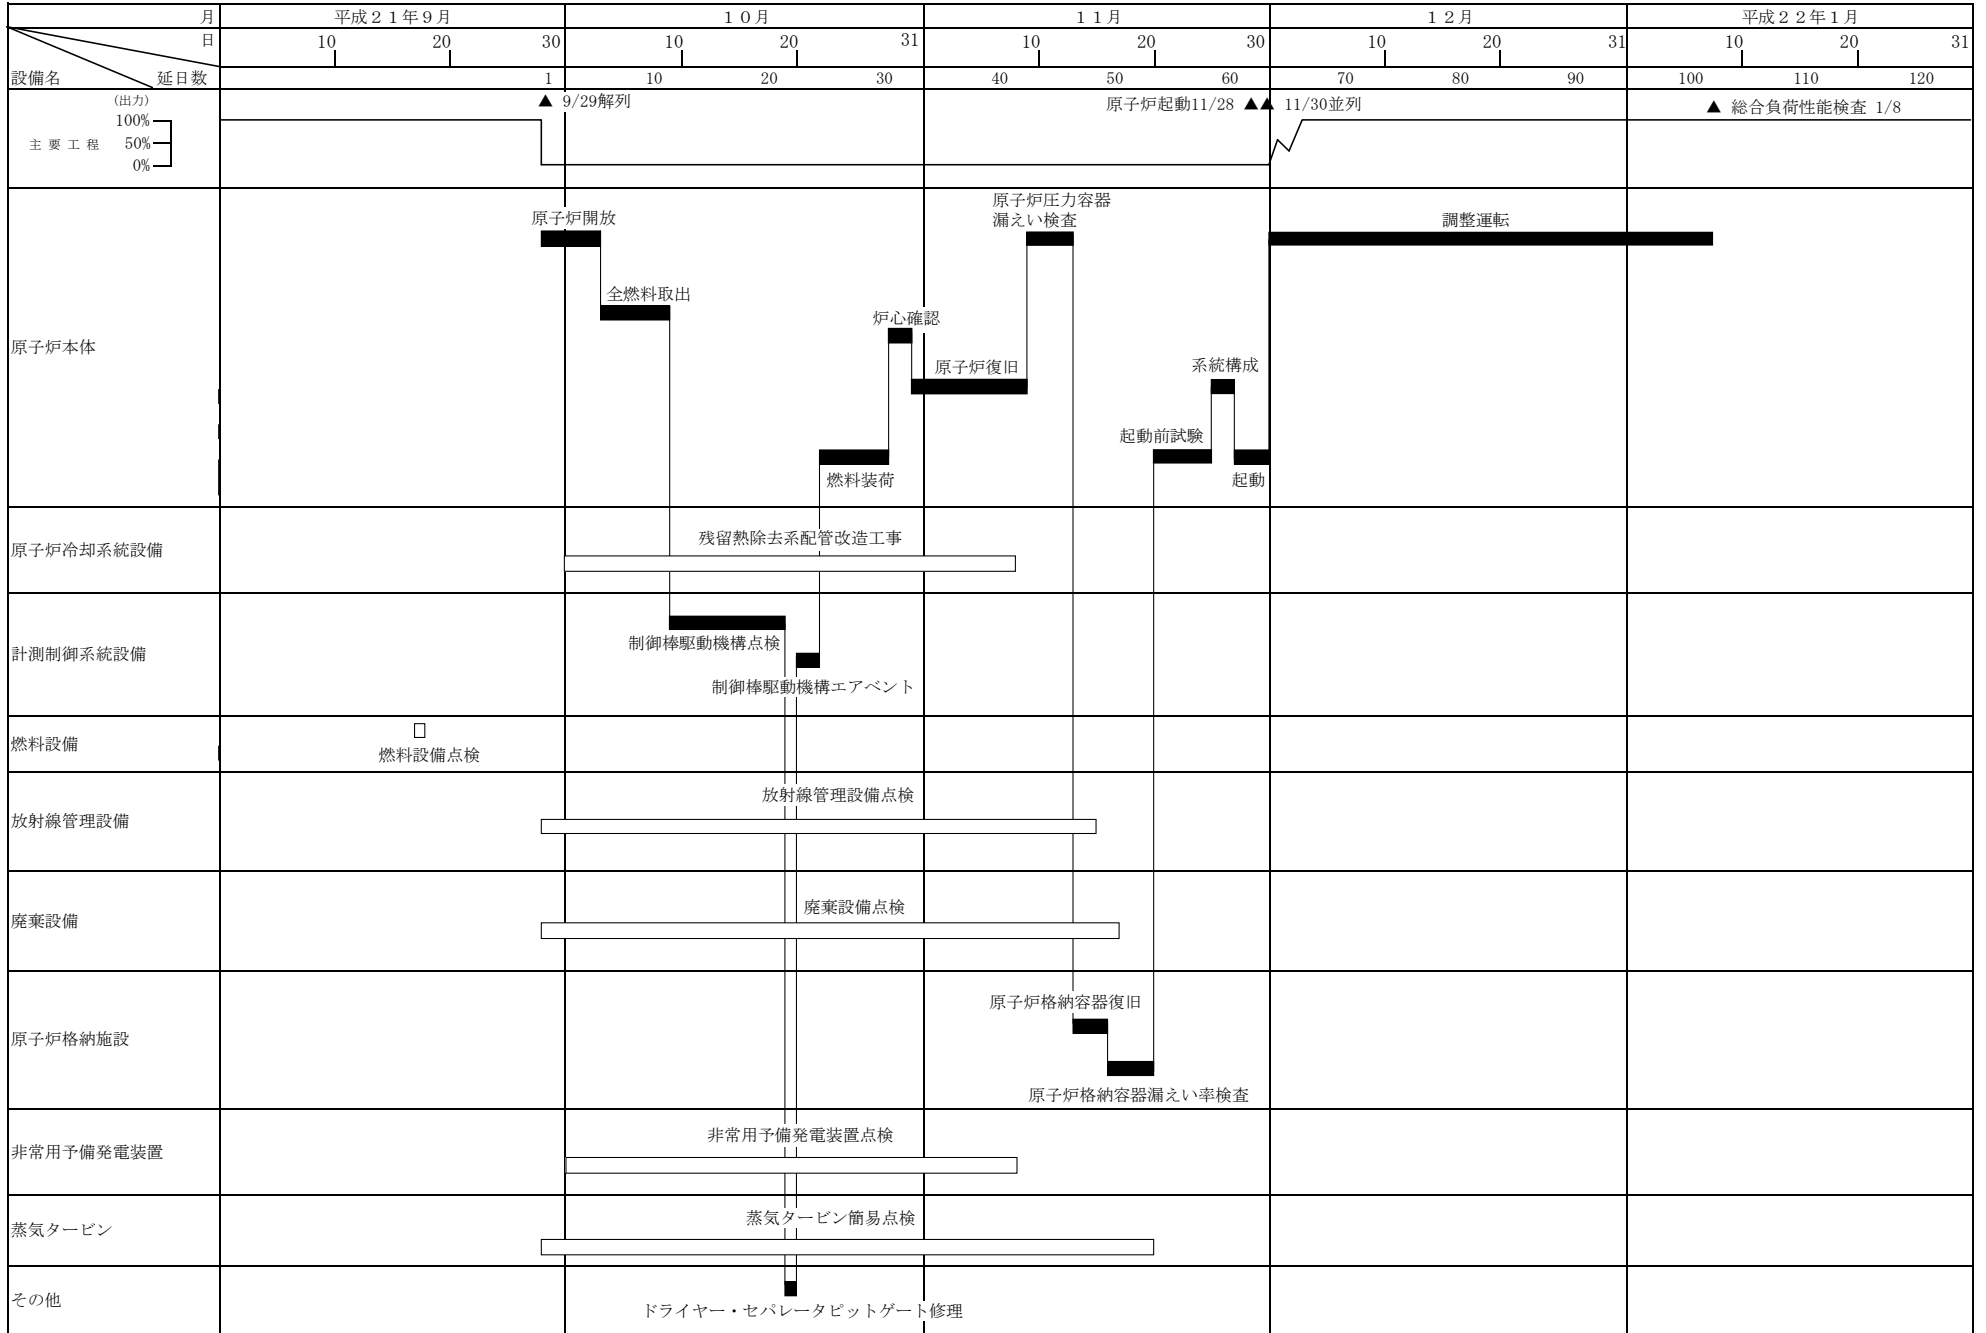 月 平成２１年９月 １０月 １１月 １２月 平成２２年１月
日 10 20 30 10 20 31 10 20 30 10 20 31 10 20 31
設備名 延日数 1 10 20 30 40 50 60 70 80 90 100 110 120
(出力)
▲ 9/29解列 原子炉起動11/28 ▲▲ 11/30並列 ▲ 総合負荷性能検査 1/8
100%
主要工程 50%
0%
原子炉本体
原子炉開放
全燃料取出
燃料装荷
炉心確認
原子炉復旧
原子炉圧力容器
漏えい検査
起動前試験
系統構成
起動
調整運転
原子炉冷却系統設備
残留熱除去系配管改造工事
計測制御系統設備
制御棒駆動機構点検
制御棒駆動機構エアベント
燃料設備
燃料設備点検
放射線管理設備
放射線管理設備点検
廃棄設備
廃棄設備点検
原子炉格納施設
原子炉格納容器復旧
原子炉格納容器漏えい率検査
非常用予備発電装置
非常用予備発電装置点検
蒸気タービン
蒸気タービン簡易点検
その他
ドライヤー・セパレータピットゲート修理